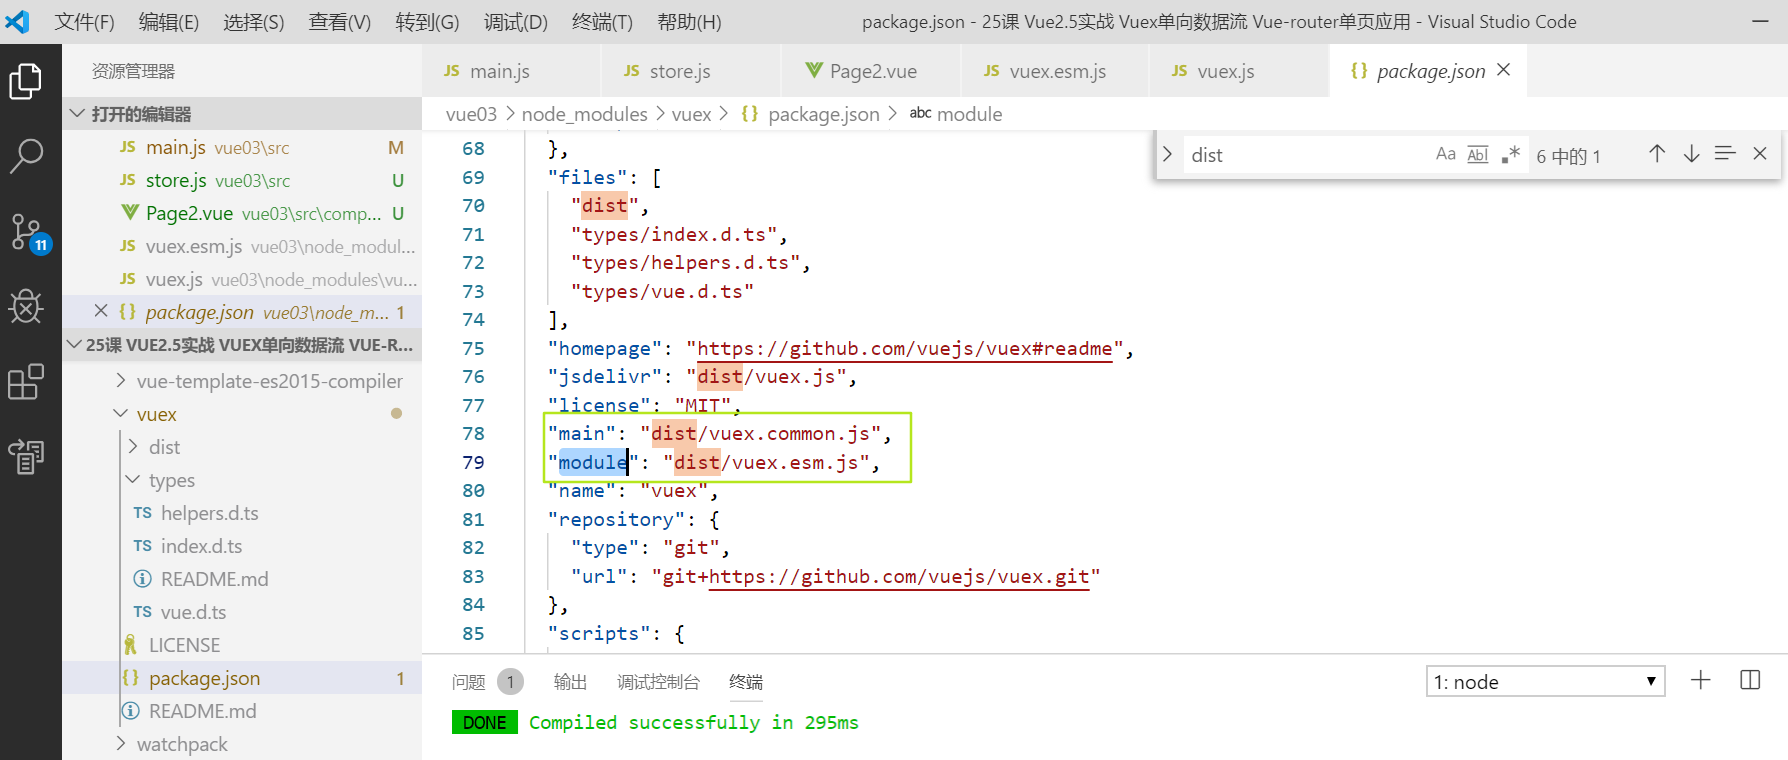 文件(F) 编辑(E) 选择(S) 查看(V) 转到(G) 调试(D) 终端(T) 帮助(H) package.json - 25课 Vue2.5实战 Vuex单向数据流 Vue-router单页应用 - Visual Studio Code
资源管理器
打开的编辑器
JS main.js vue03\src M
JS store.js vue03\src U
Page2.vue vue03\src\comp... U
JS vuex.esm.js vue03\node_modul...
JS vuex.js vue03\node_modules\vu...
{} package.json vue03\node_m... 1
25课 VUE2.5实战 VUEX单向数据流 VUE-R...
vue-template-es2015-compiler
vuex
dist
types
TS helpers.d.ts
TS index.d.ts
README.md
TS vue.d.ts
LICENSE
{} package.json 1
README.md
watchpack
11
JS main.js JS store.js Page2.vue JS vuex.esm.js JS vuex.js {} package.json
vue03 > node_modules > vuex > {} package.json > abc module
dist Aa Abl .* 6 中的 1
68 },
69 "files": [
70 "dist",
71 "types/index.d.ts",
72 "types/helpers.d.ts",
73 "types/vue.d.ts"
74 ],
75 "homepage": "https://github.com/vuejs/vuex#readme",
76 "jsdelivr": "dist/vuex.js",
77 "license": "MIT",
78 "main": "dist/vuex.common.js",
79 "module": "dist/vuex.esm.js",
80 "name": "vuex",
81 "repository": {
82 "type": "git",
83 "url": "git+https://github.com/vuejs/vuex.git"
84 },
85 "scripts": {
问题 1 输出 调试控制台 终端 1: node
DONE Compiled successfully in 295ms